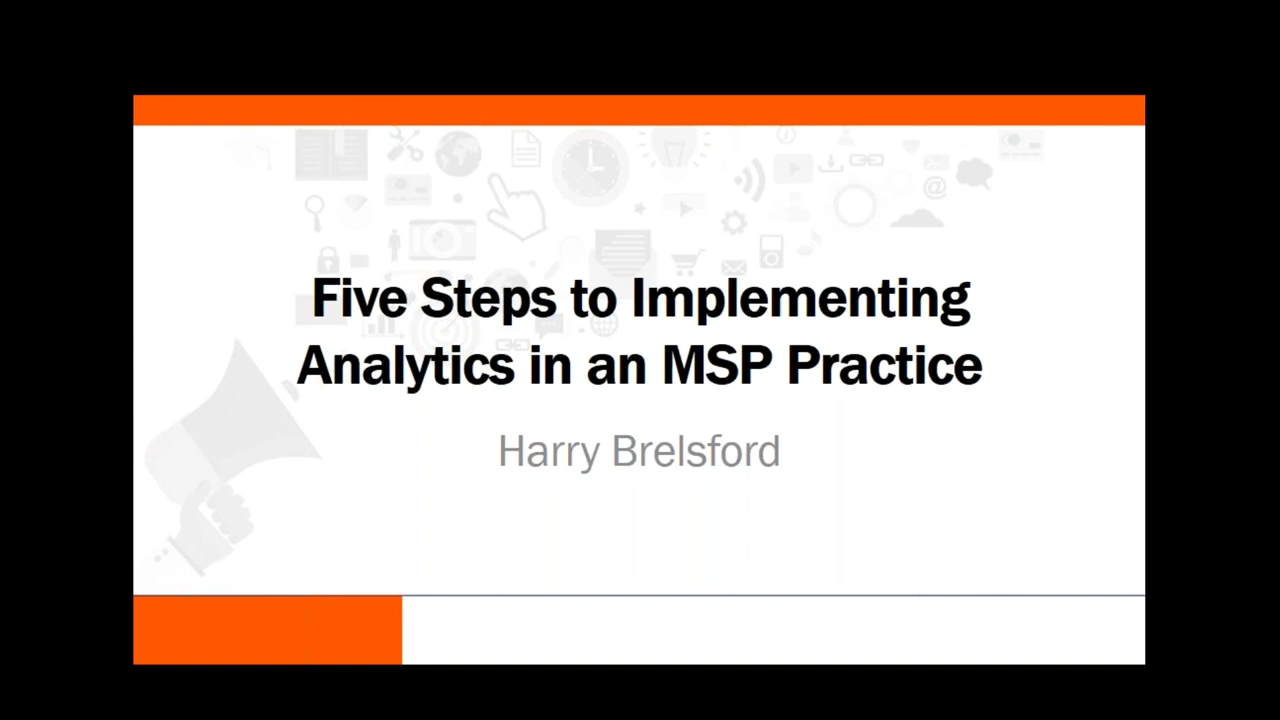 Five Steps to Implementing
Analytics in an MSP Practice
Harry Brelsford